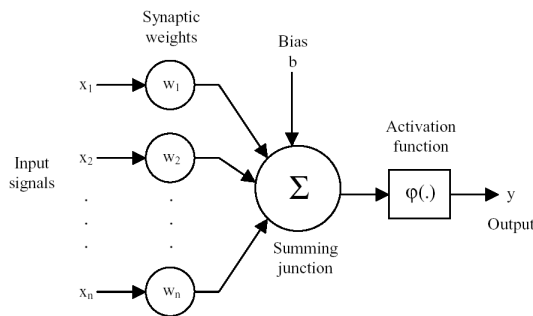 Synaptic
weights
Bias
b
x1
w1
Activation
function
Input
signals
x2
w2
Σ
φ(.)
y
Output
. .
. .
. .
Summing
junction
xn
wn